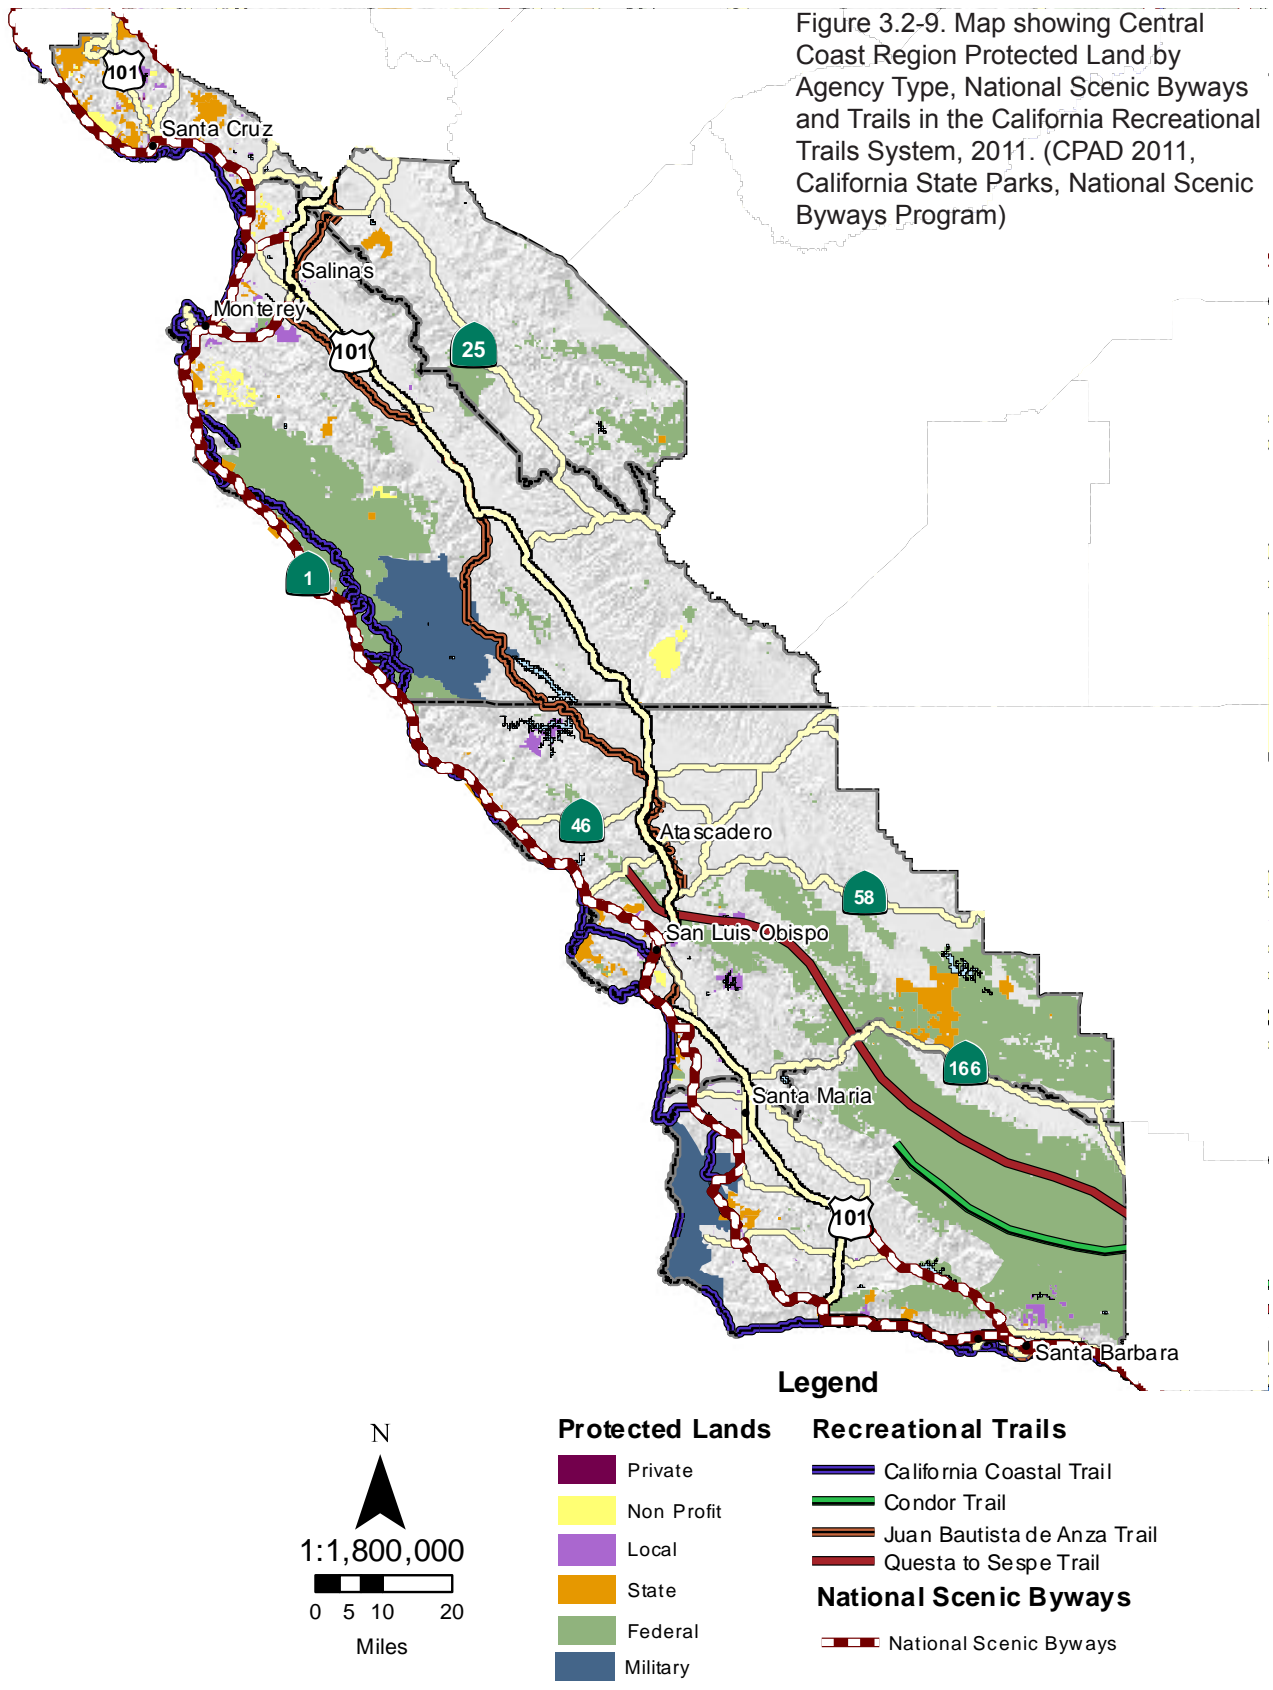 Figure 3.2-9. Map showing Central
Coast Region Protected Land by
Agency Type, National Scenic Byways
and Trails in the California Recreational
Trails System, 2011. (CPAD 2011,
California State Parks, National Scenic
Byways Program)
101
Santa Cruz
Salinas
Monterey
101
25
1
46
Atascadero
58
San Luis Obispo
166
Santa Maria
101
Santa Barbara
Legend
N
1:1,800,000
0 5 10 20
Miles
Protected Lands
Private
Non Profit
Local
State
Federal
Military
Recreational Trails
California Coastal Trail
Condor Trail
Juan Bautista de Anza Trail
Questa to Sespe Trail
National Scenic Byways
National Scenic Byways